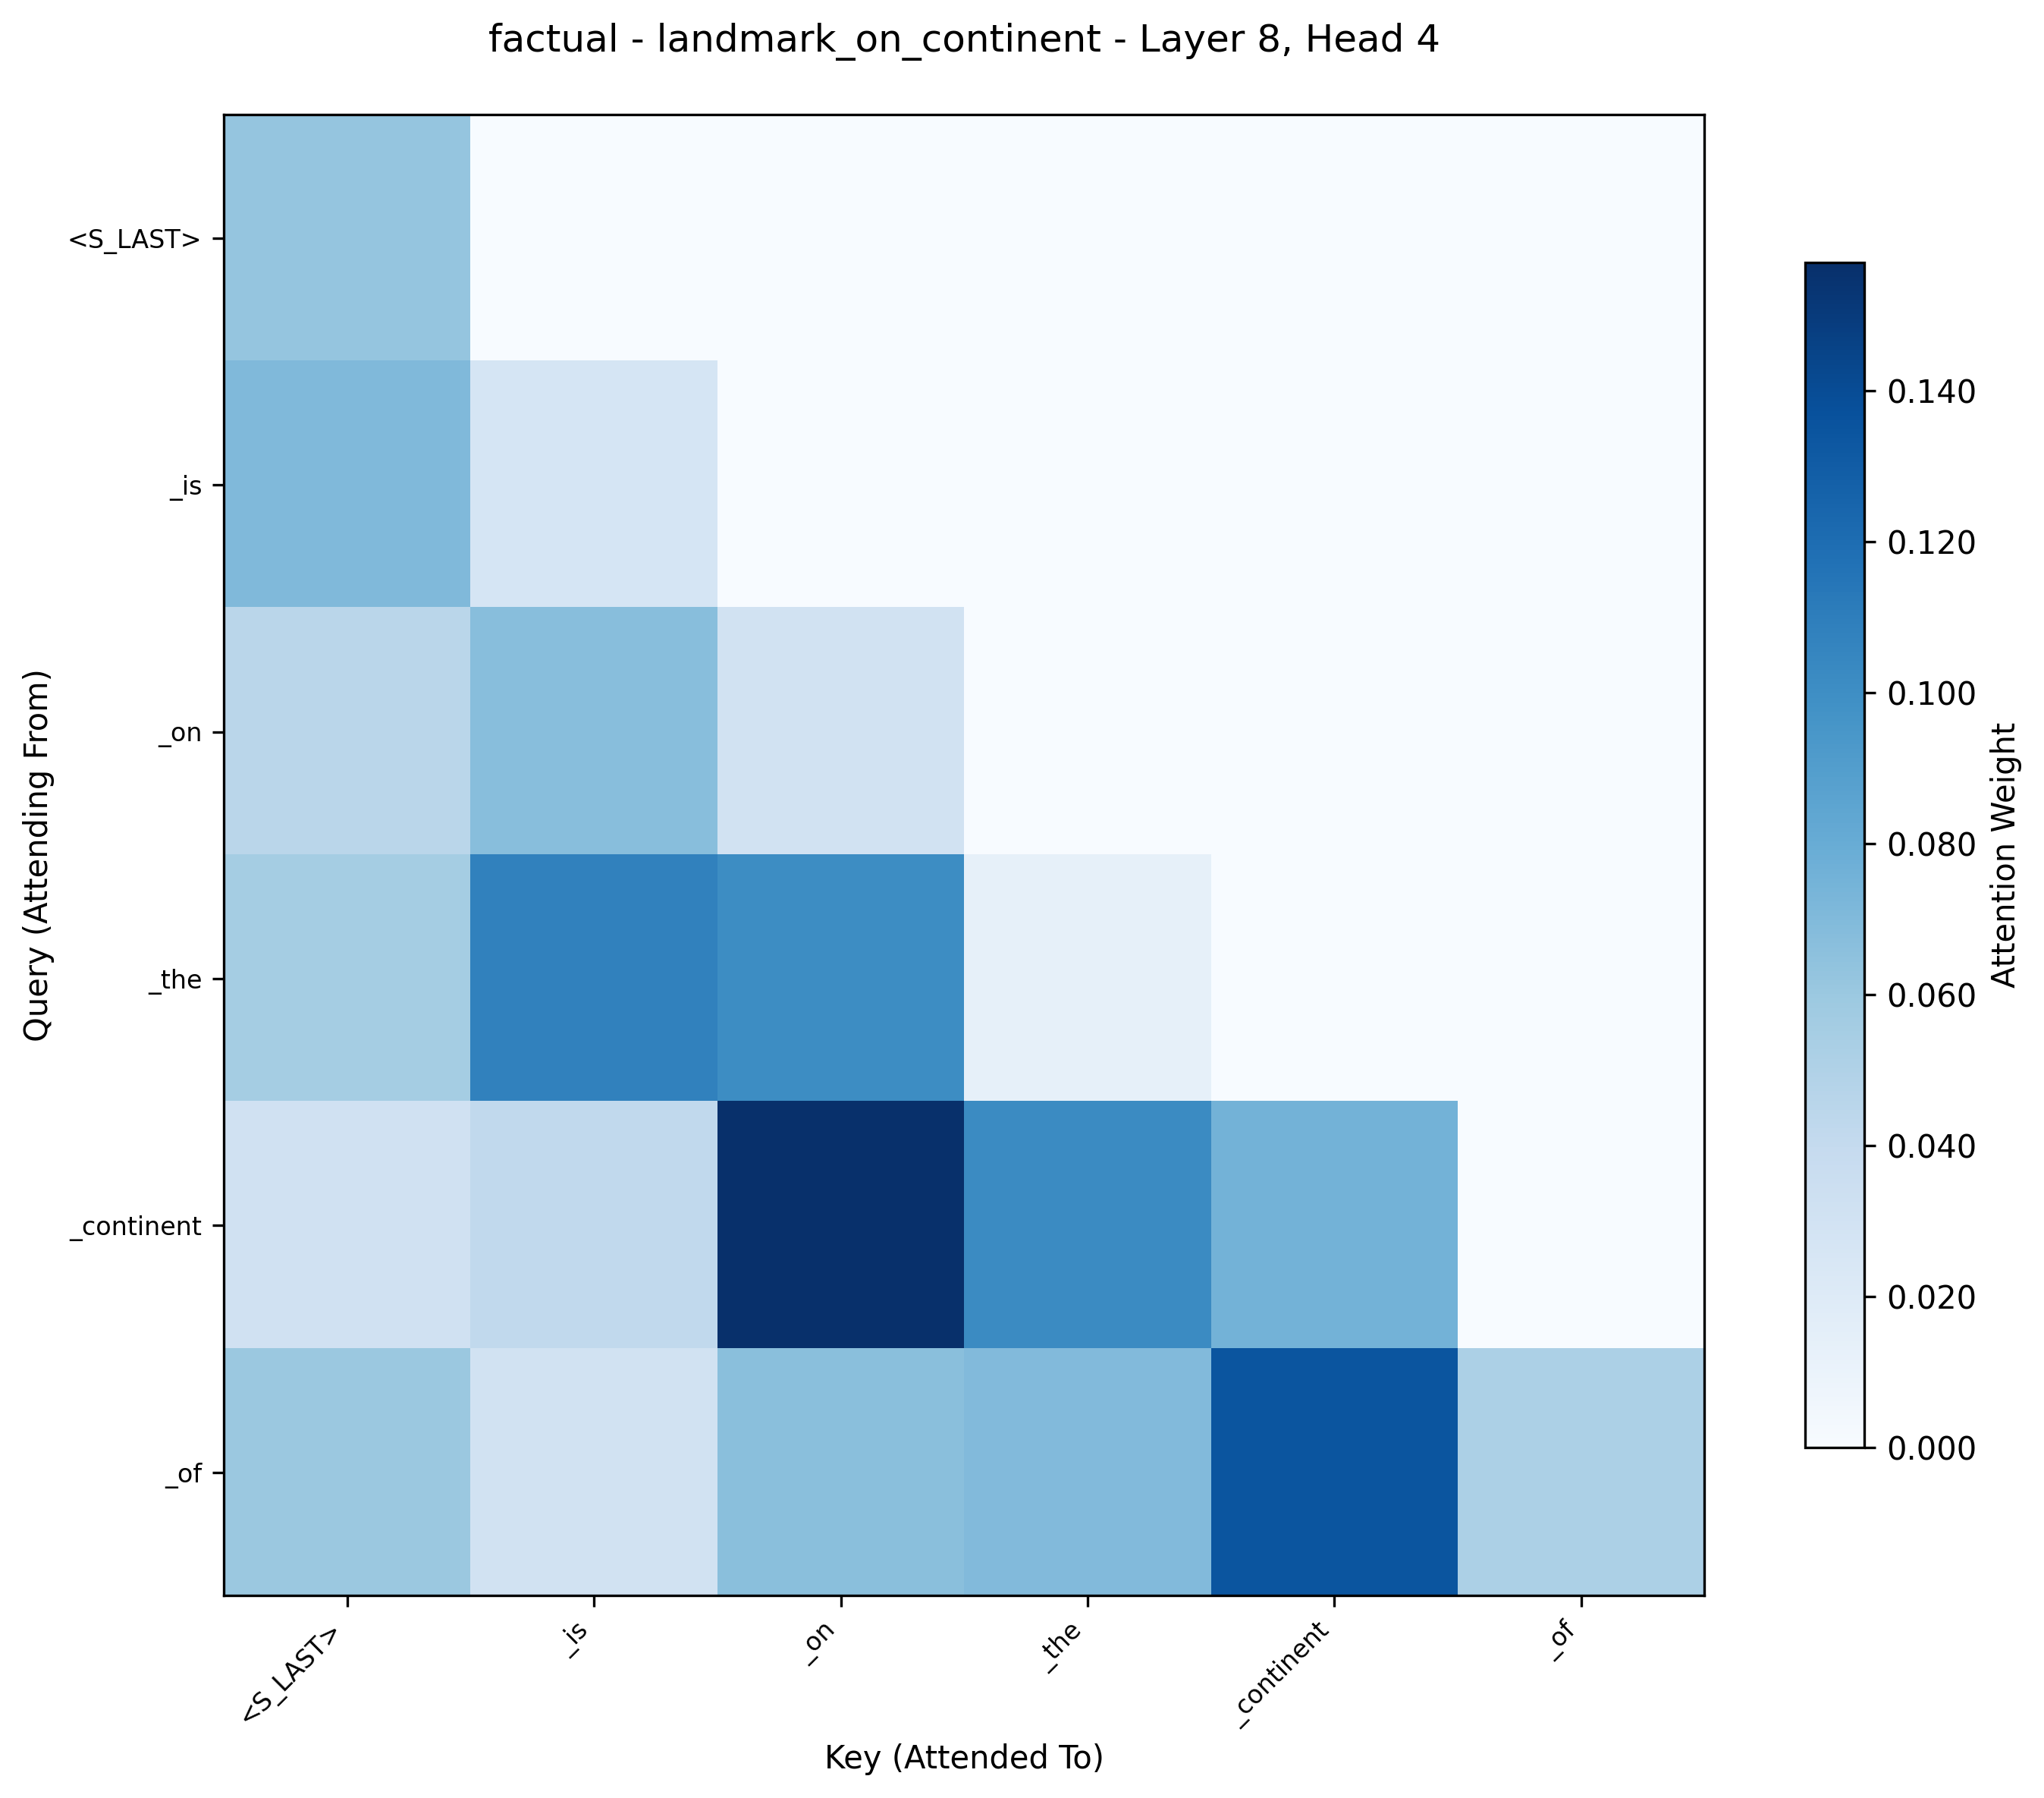 factual - landmark_on_continent - Layer 8, Head 4
<S_LAST>
_is
_on
_the
_continent
_of
Query (Attending From)
<S_LAST>
_is
_on
_the
_continent
_of
Key (Attended To)
0.140
0.120
0.100
0.080
0.060
0.040
0.020
0.000
Attention Weight